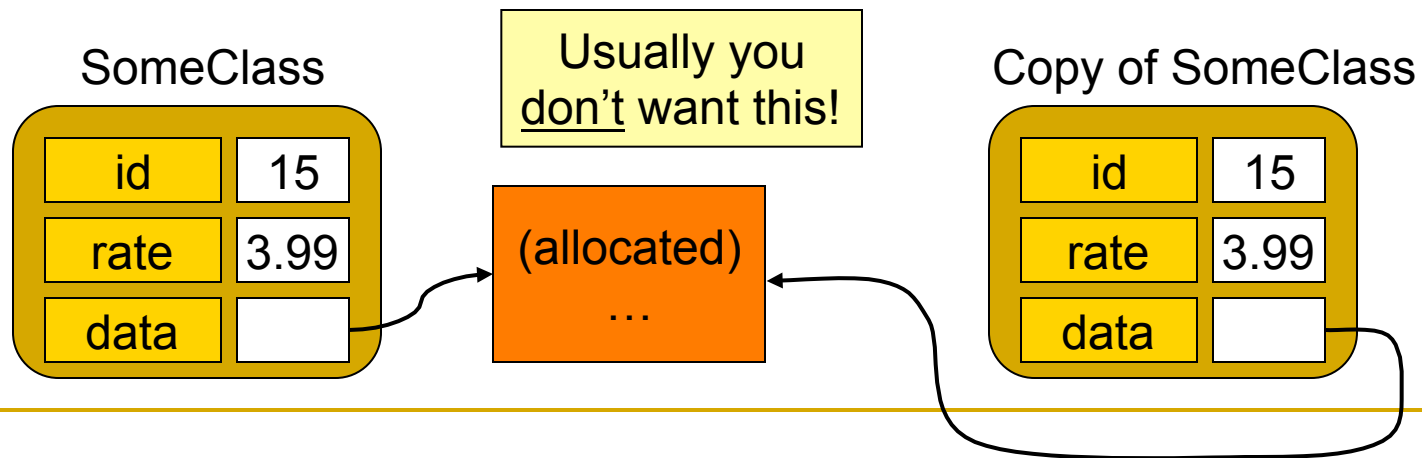 SomeClass
id 15
rate 3.99
data
Usually you
don’t want this!
(allocated)
…
Copy of SomeClass
id 15
rate 3.99
data